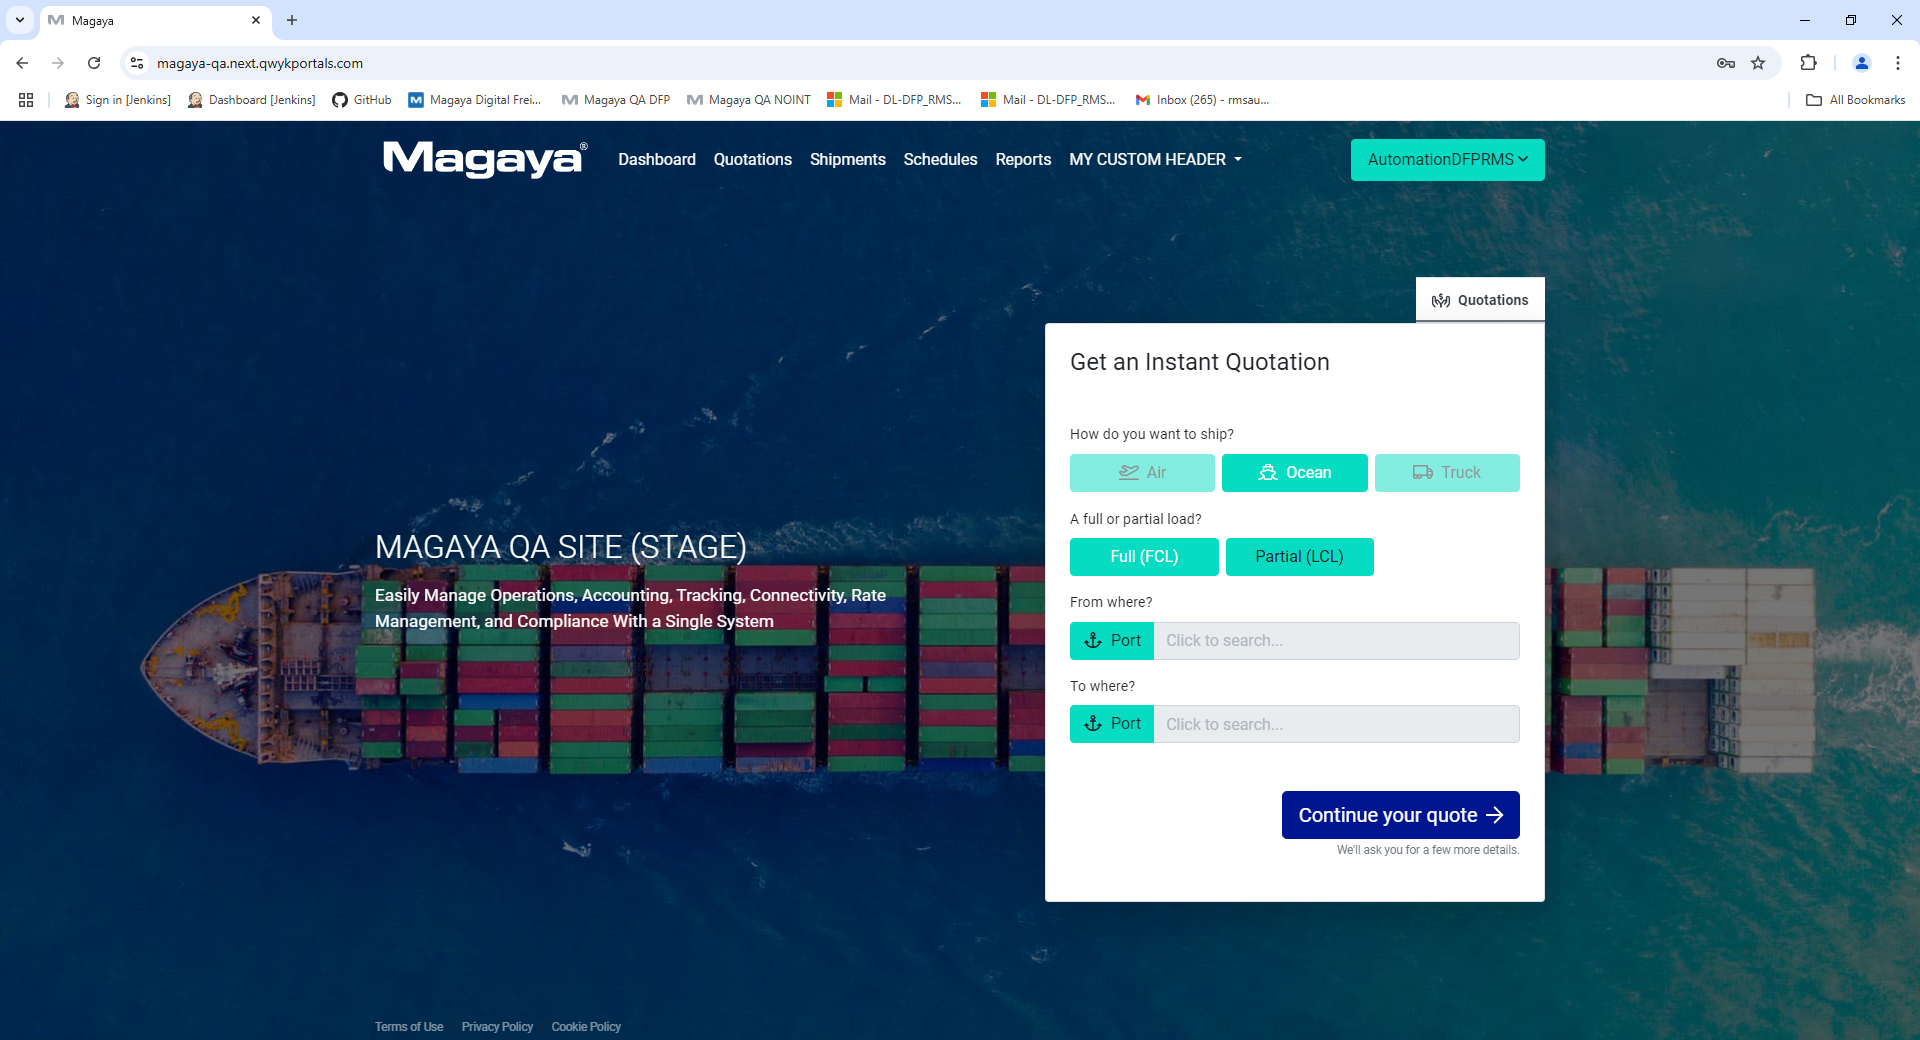 Magaya
magaya-qa.next.qwykportals.com
Sign in [Jenkins]
Dashboard [Jenkins]
GitHub
Magaya Digital Frei...
Magaya QA DFP
Magaya QA NOINT
Mail - DL-DFP_RMS...
Mail - DL-DFP_RMS...
Inbox (265) - rmsau...
All Bookmarks
Magaya®
Dashboard
Quotations
Shipments
Schedules
Reports
MY CUSTOM HEADER
AutomationDFPRMS
Quotations
Get an Instant Quotation
How do you want to ship?
Air
Ocean
Truck
A full or partial load?
Full (FCL)
Partial (LCL)
From where?
Port
Click to search...
To where?
Port
Click to search...
Continue your quote
We'll ask you for a few more details.
MAGAYA QA SITE (STAGE)
Easily Manage Operations, Accounting, Tracking, Connectivity, Rate
Management, and Compliance With a Single System
Terms of Use
Privacy Policy
Cookie Policy